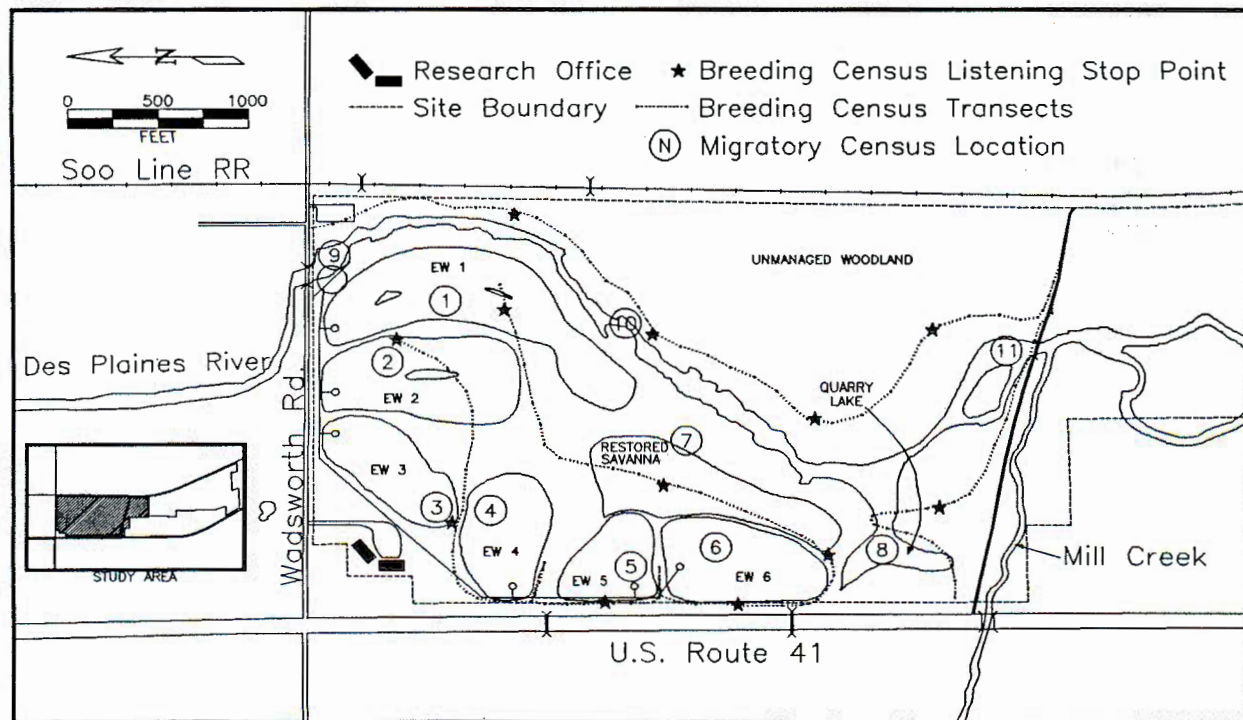 N
0 500 1000
FEET
Soo Line RR
Research Office
Site Boundary
Breeding Census Listening Stop Point
Breeding Census Transects
N Migratory Census Location
9
EW 1
1
UNMANAGED WOODLAND
10
11
Des Plaines River
2
EW 2
QUARRY
LAKE
Wadsworth Rd.
7
RESTORED
SAVANNA
EW 3
3
4
EW 4
5
EW 5
6
EW 6
8
Mill Creek
STUDY AREA
U.S. Route 41